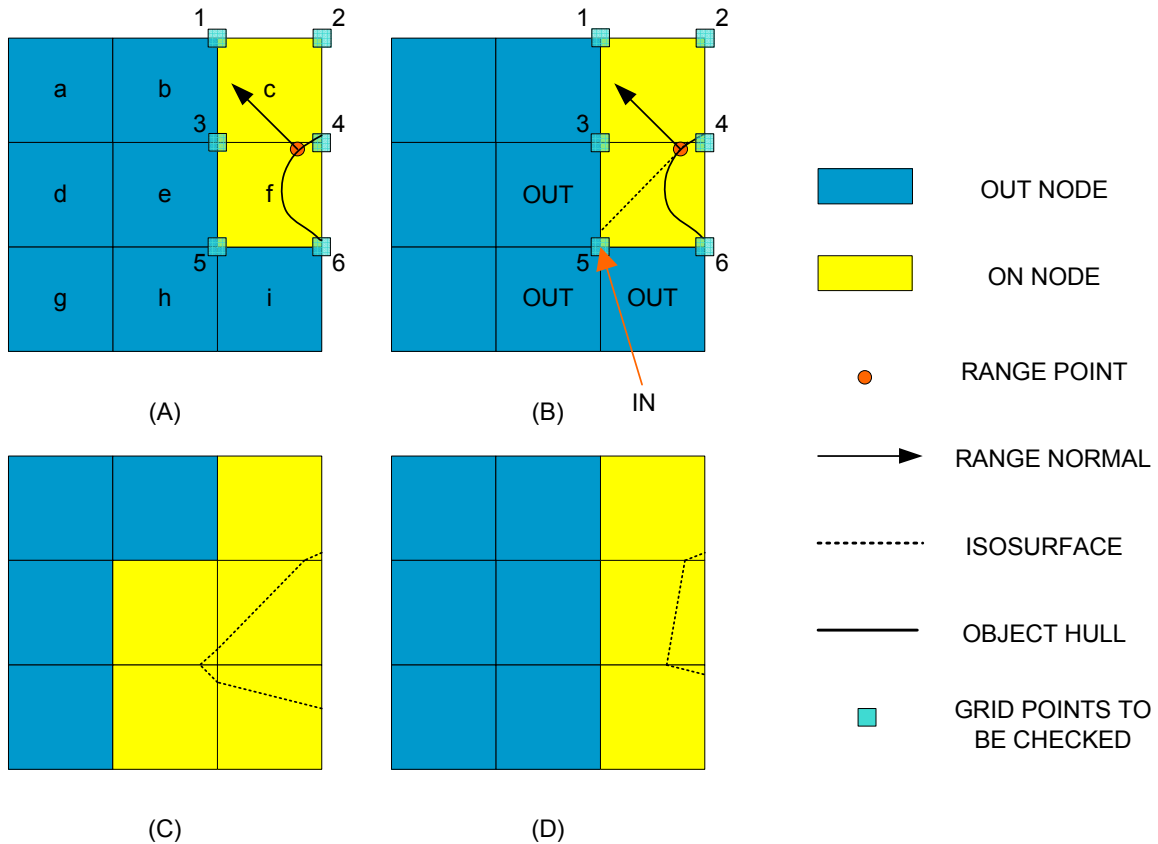 1
2
a
b
c
3
4
d
e
f
5
6
g
h
i
(A)
1
2
3
4
OUT
5
6
OUT
OUT
IN
(B)
(C)
(D)
OUT NODE
ON NODE
RANGE POINT
RANGE NORMAL
ISOSURFACE
OBJECT HULL
GRID POINTS TO
BE CHECKED